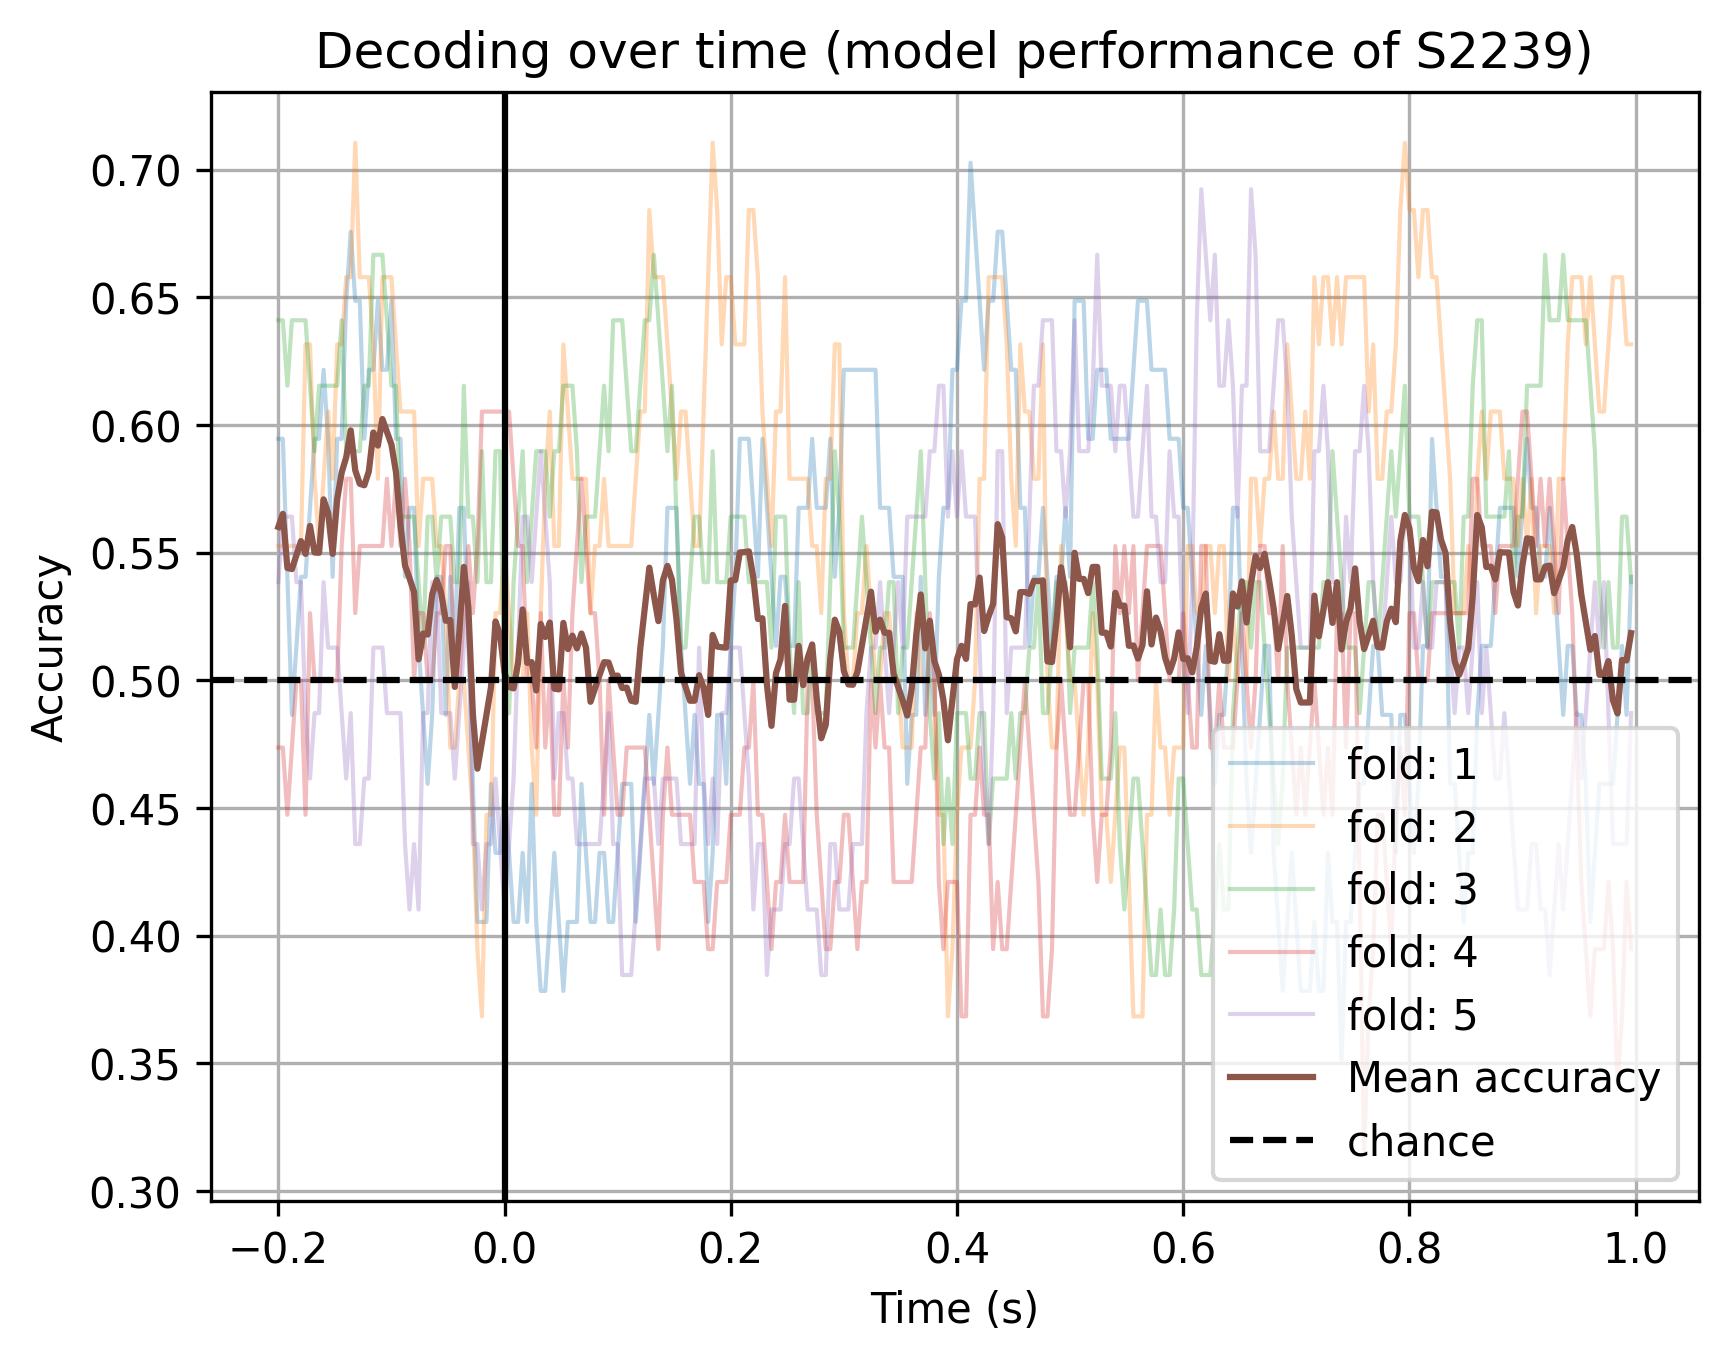 Decoding over time (model performance of S2239)
Accuracy
0.70
0.65
0.60
0.55
0.50
0.45
0.40
0.35
0.30
−0.2 0.0 0.2 0.4 0.6 0.8 1.0
Time (s)
fold: 1
fold: 2
fold: 3
fold: 4
fold: 5
Mean accuracy
chance